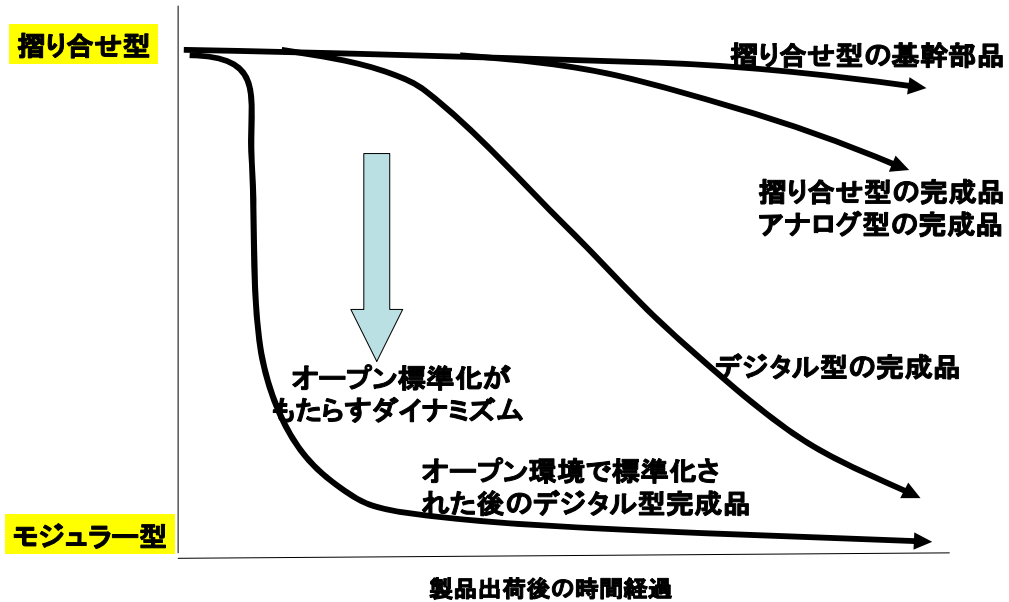 摺り合せ型
摺り合せ型の基幹部品
摺り合せ型の完成品
アナログ型の完成品
デジタル型の完成品
オープン標準化が
もたらすダイナミズム
オープン環境で標準化さ
れた後のデジタル型完成品
モジュラー型
製品出荷後の時間経過